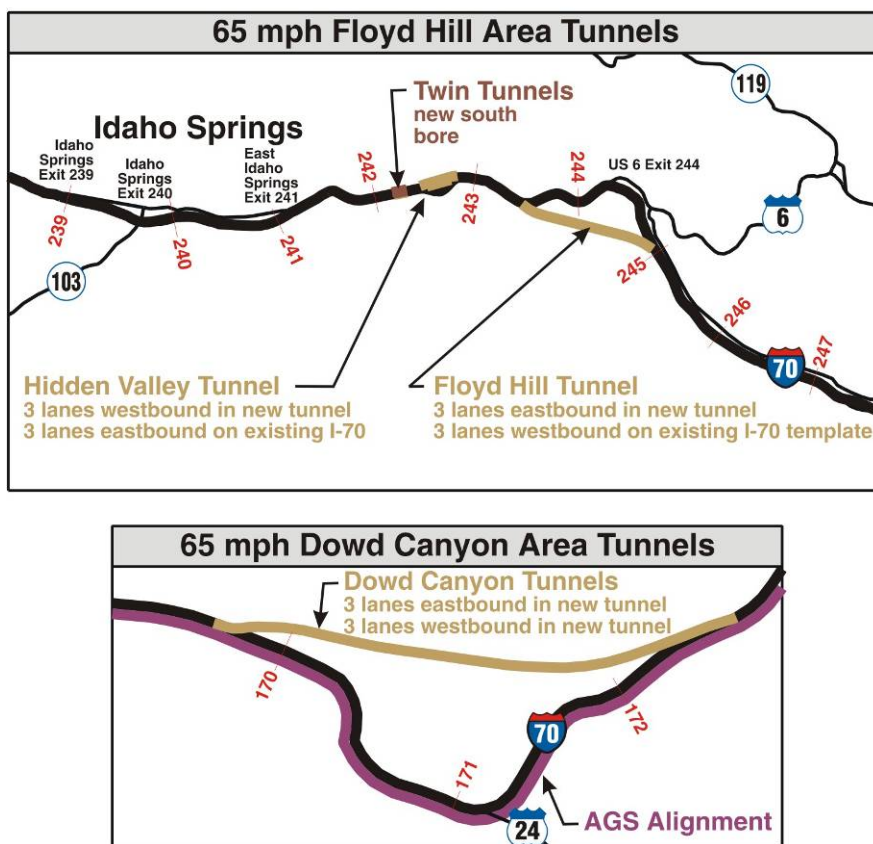 65 mph Floyd Hill Area Tunnels
119
Twin Tunnels
new south
bore
Idaho Springs
Idaho
Springs
Exit 239
Idaho
Springs
Exit 240
East
Idaho
Springs
Exit 241
242
243
244
US 6 Exit 244
6
239
240
241
245
103
246
247
70
Hidden Valley Tunnel
3 lanes westbound in new tunnel
3 lanes eastbound on existing I-70
Floyd Hill Tunnel
3 lanes eastbound in new tunnel
3 lanes westbound on existing I-70 template
65 mph Dowd Canyon Area Tunnels
Dowd Canyon Tunnels
3 lanes eastbound in new tunnel
3 lanes westbound in new tunnel
170
172
70
171
24
AGS Alignment